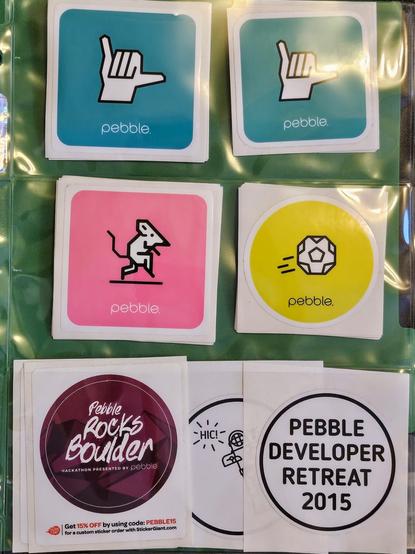 pebble.
pebble.
pebble.
pebble.
Pebble
ROCKS
BOULDER
HACKATHON PRESENTED BY pebble
Get 15% OFF by using code: PEBBLE15
for a custom sticker order with StickerGiant.com
HIC!
PEBBLE
DEVELOPER
RETREAT
2015